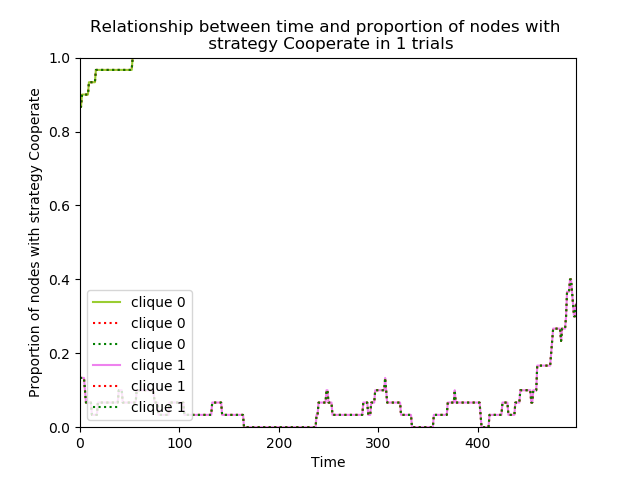 Relationship between time and proportion of nodes with
strategy Cooperate in 1 trials
Proportion of nodes with strategy Cooperate
1.0
0.8
0.6
0.4
0.2
0.0
clique 0
clique 0
clique 0
clique 1
clique 1
clique 1
0
100
200
300
400
Time